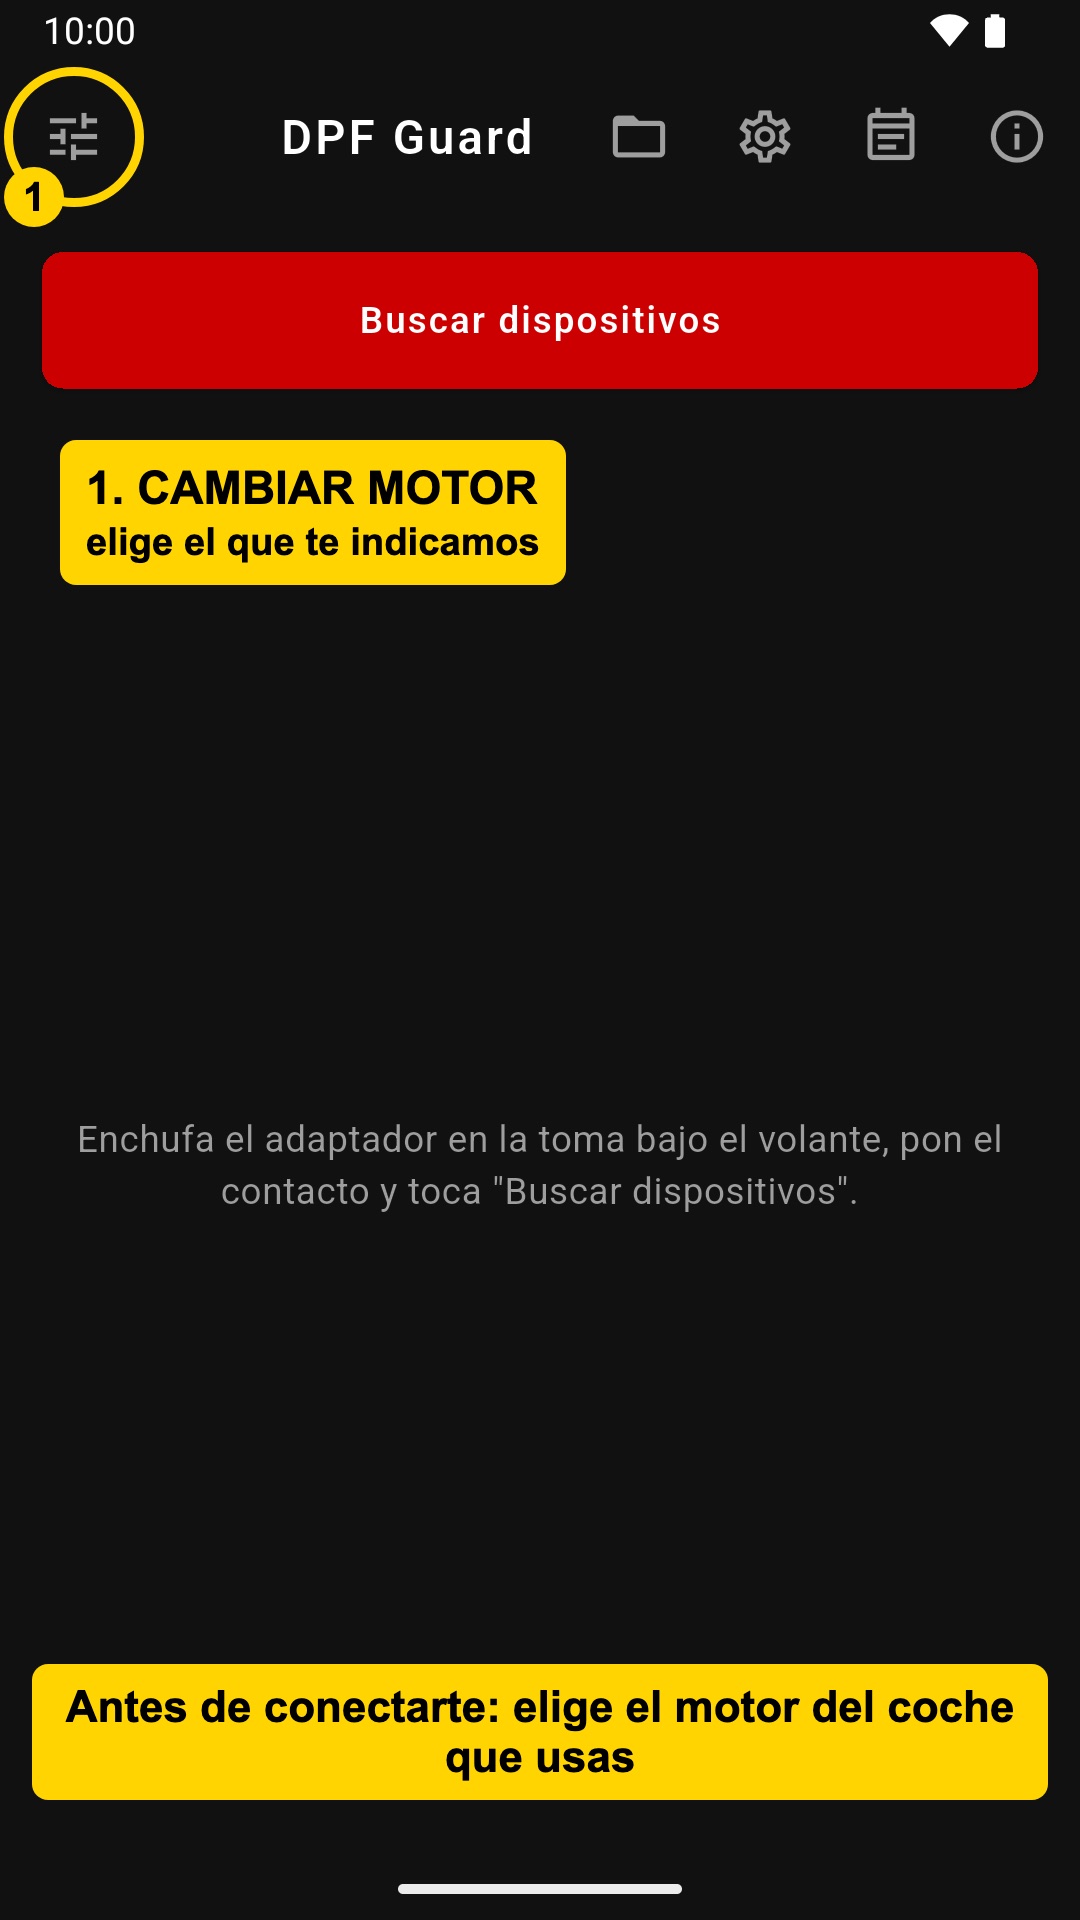 10:00
DPF Guard
1
Buscar dispositivos
1. CAMBIAR MOTOR
elige el que te indicamos
Enchufa el adaptador en la toma bajo el volante, pon el
contacto y toca "Buscar dispositivos".
Antes de conectarte: elige el motor del coche
que usas